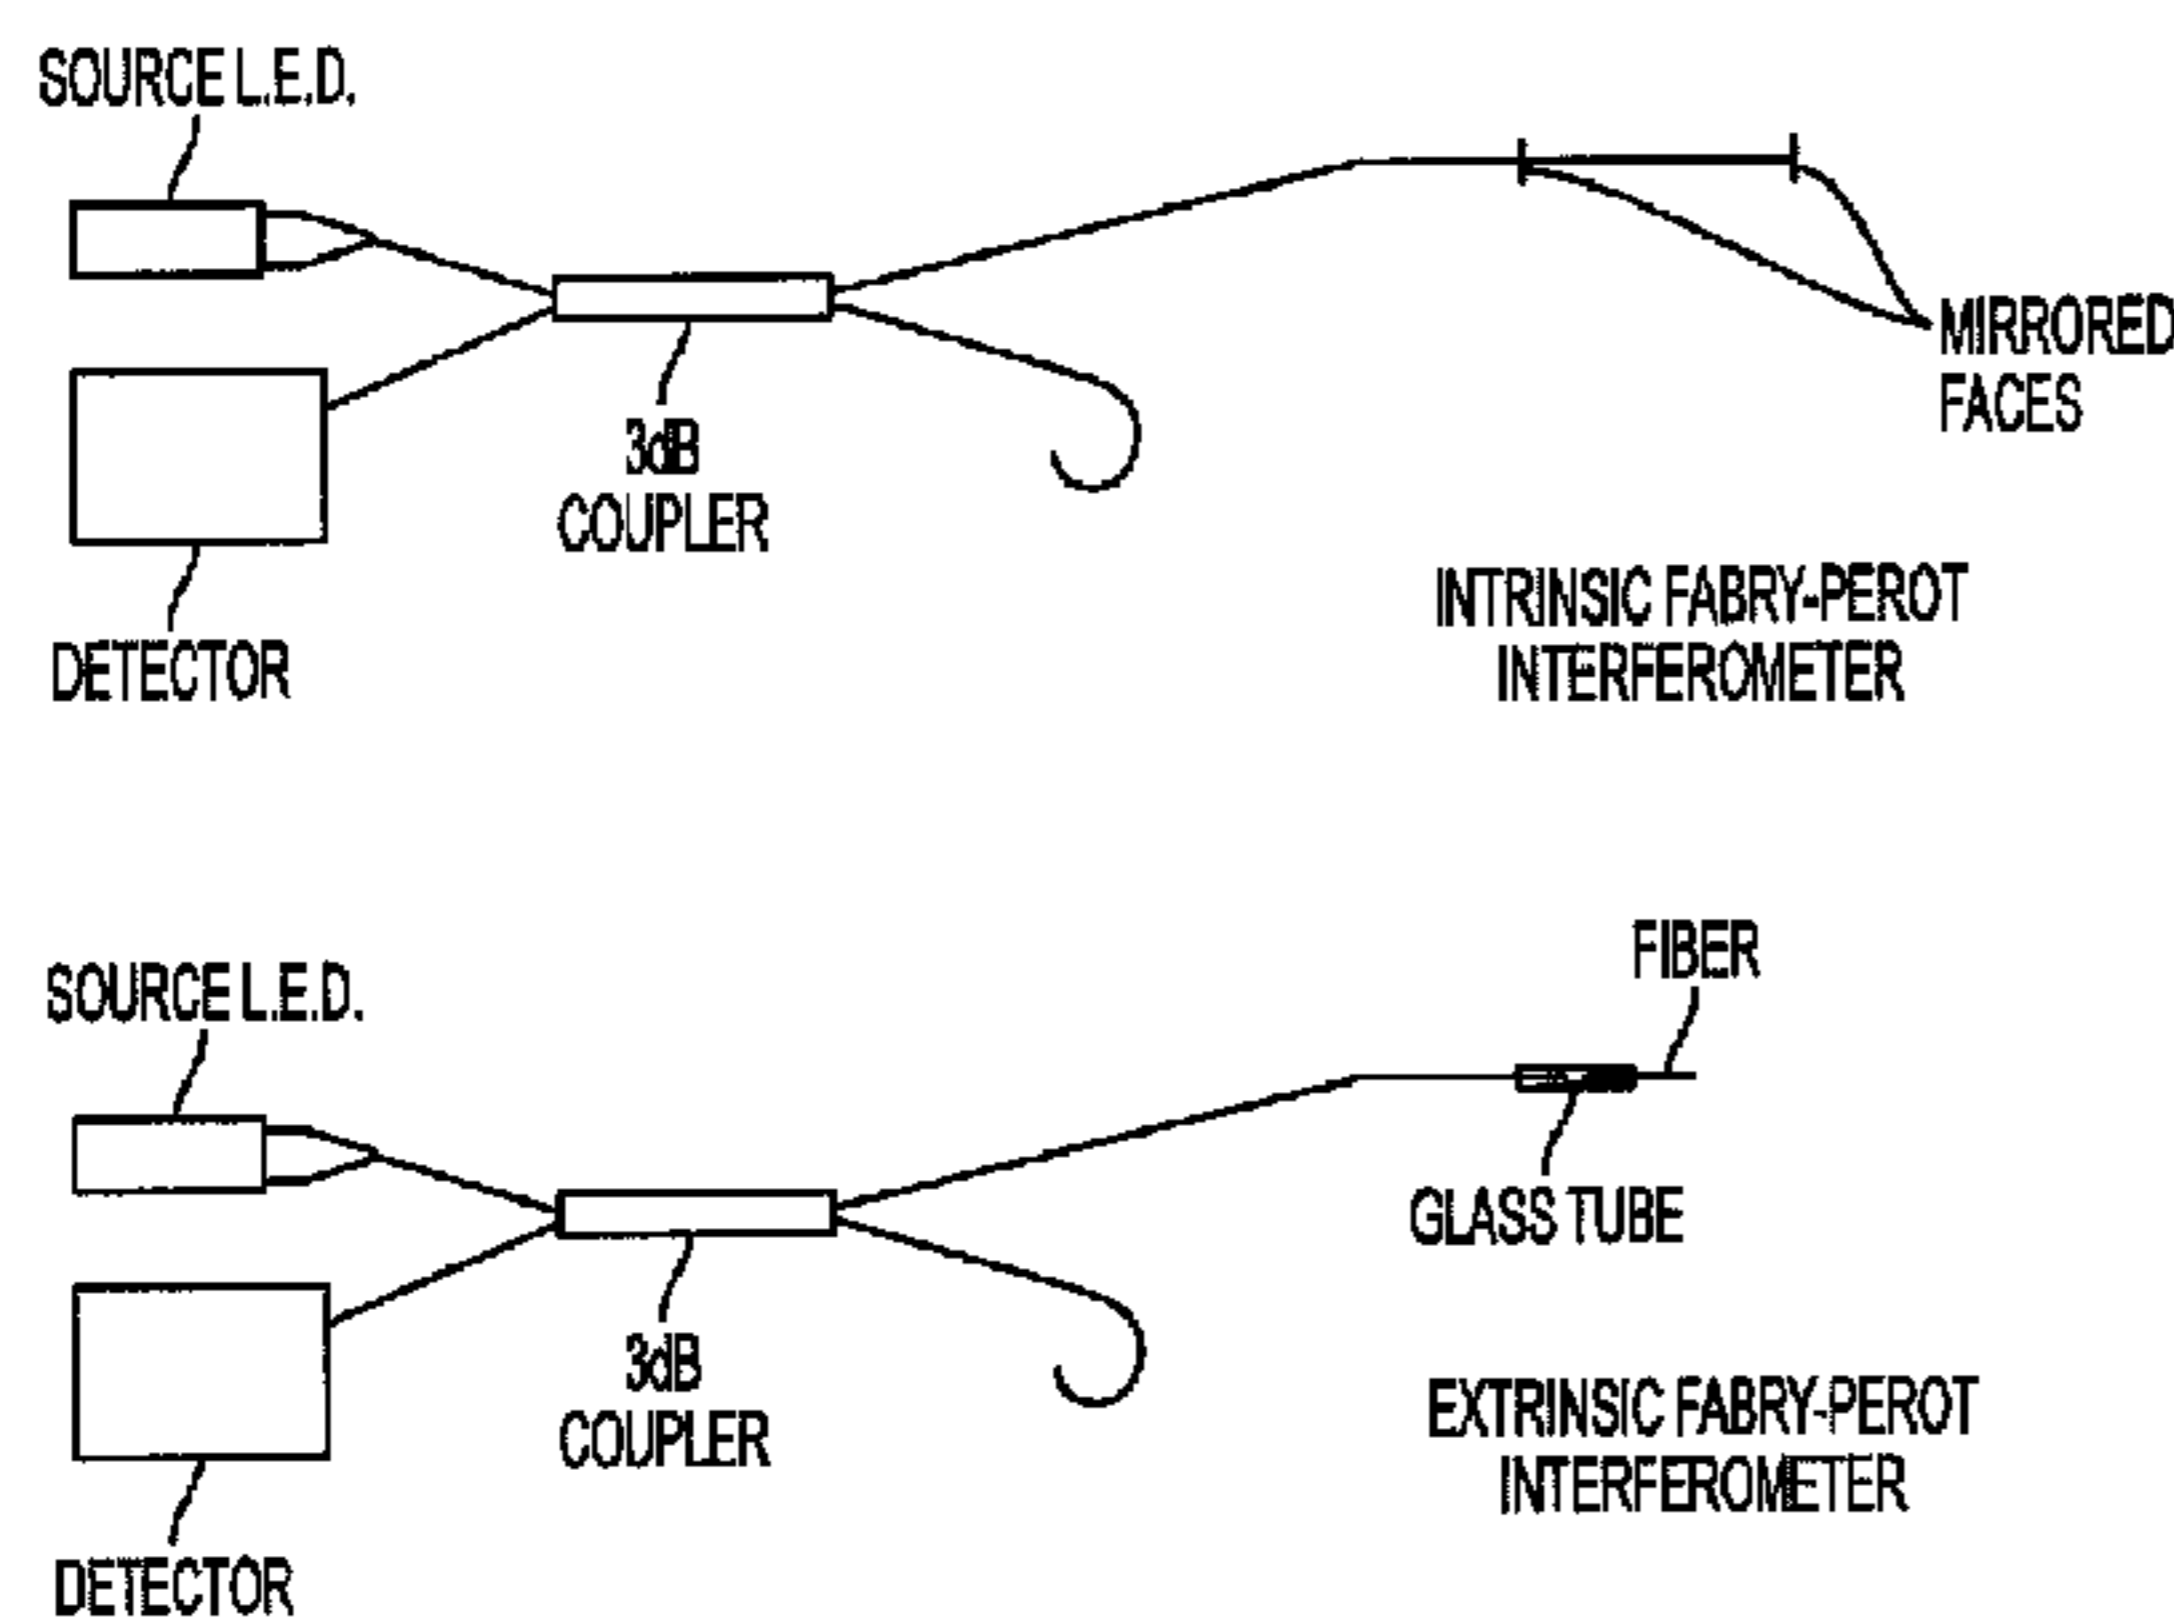 SOURCE L.E.D.
MIRRORED
FACES
3dB
COUPLER
DETECTOR
INTRINSIC FABRY-PEROT
INTERFEROMETER
FIBER
SOURCE L.E.D.
GLASS TUBE
3dB
COUPLER
DETECTOR
EXTRINSIC FABRY-PEROT
INTERFEROMETER